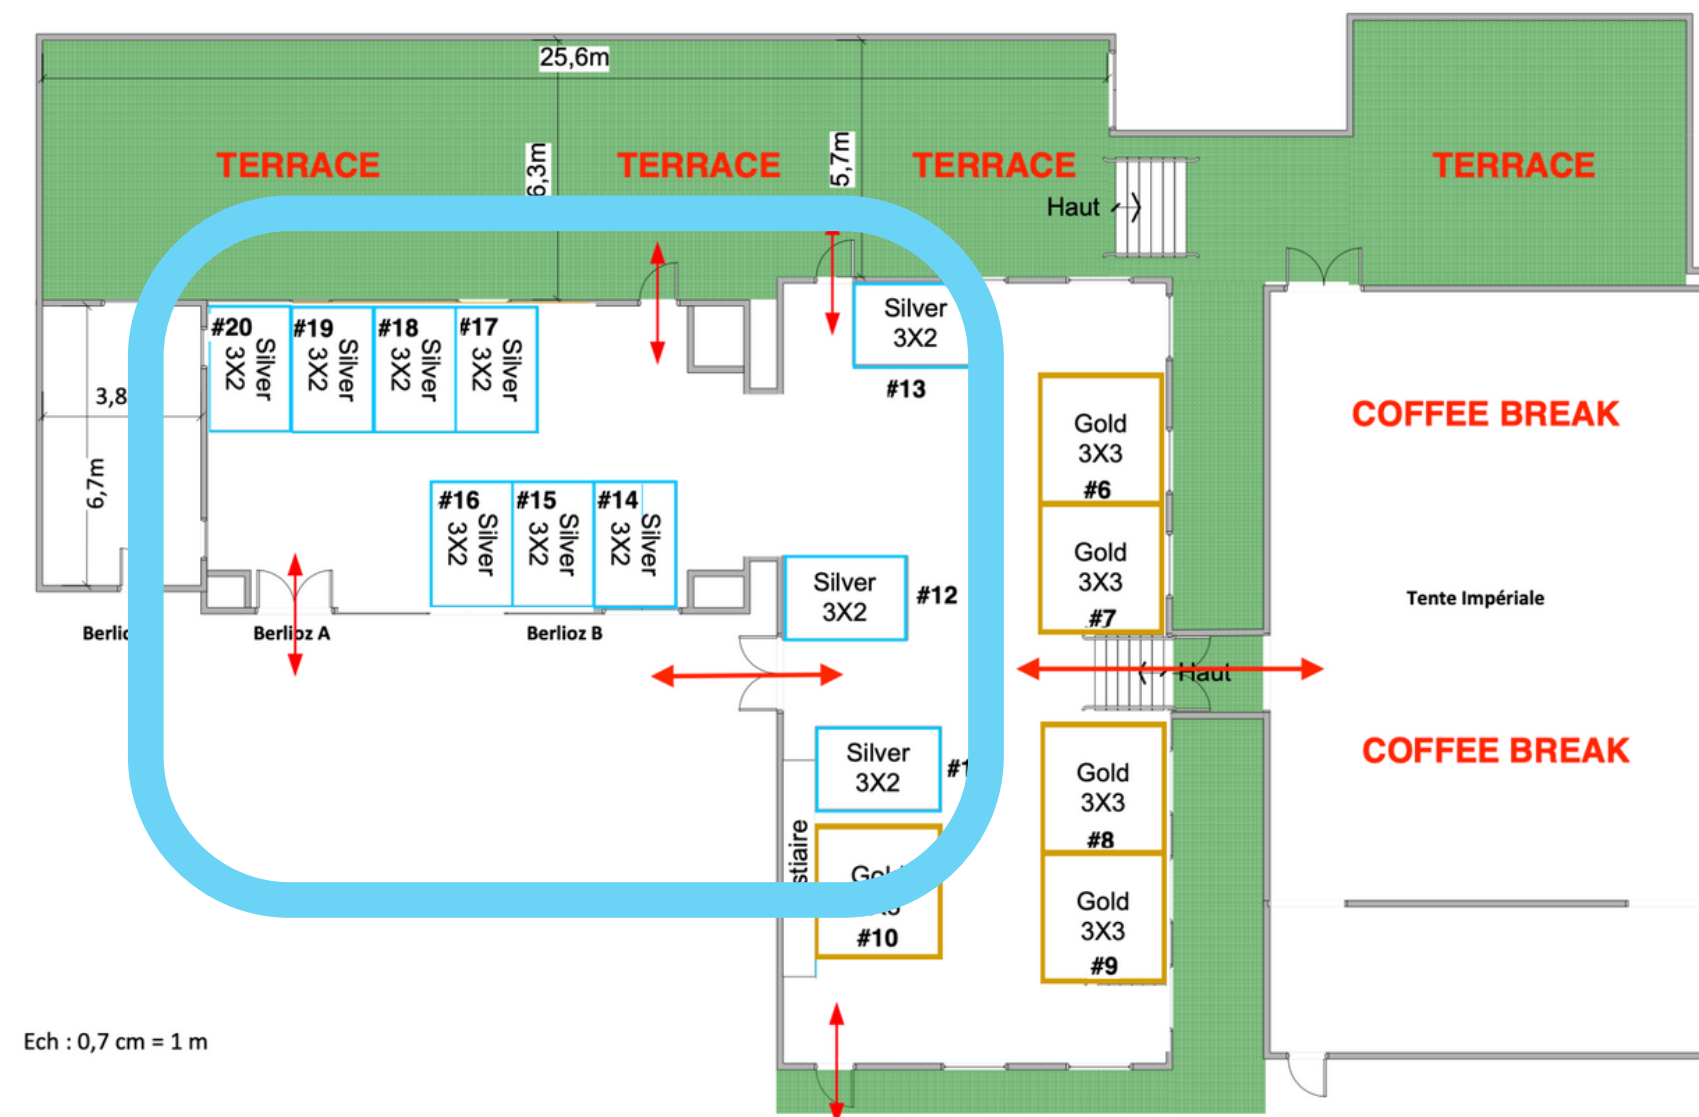 25,6m
TERRACE
TERRACE
TERRACE
TERRACE
6,3m
5,7m
Haut
#20
Silver
3X2
#19
Silver
3X2
#18
Silver
3X2
#17
Silver
3X2
Silver
3X2
#13
3,8
6,7m
Gold
3X3
#6
COFFEE BREAK
#16
Silver
3X2
#15
Silver
3X2
#14
Silver
3X2
Gold
3X3
#7
Silver
3X2
#12
Tente Impériale
Berlioz A
Berlioz B
Haut
Silver
3X2
Gold
3X3
#8
COFFEE BREAK
#10
Gold
3X3
#9
Ech : 0,7 cm = 1 m